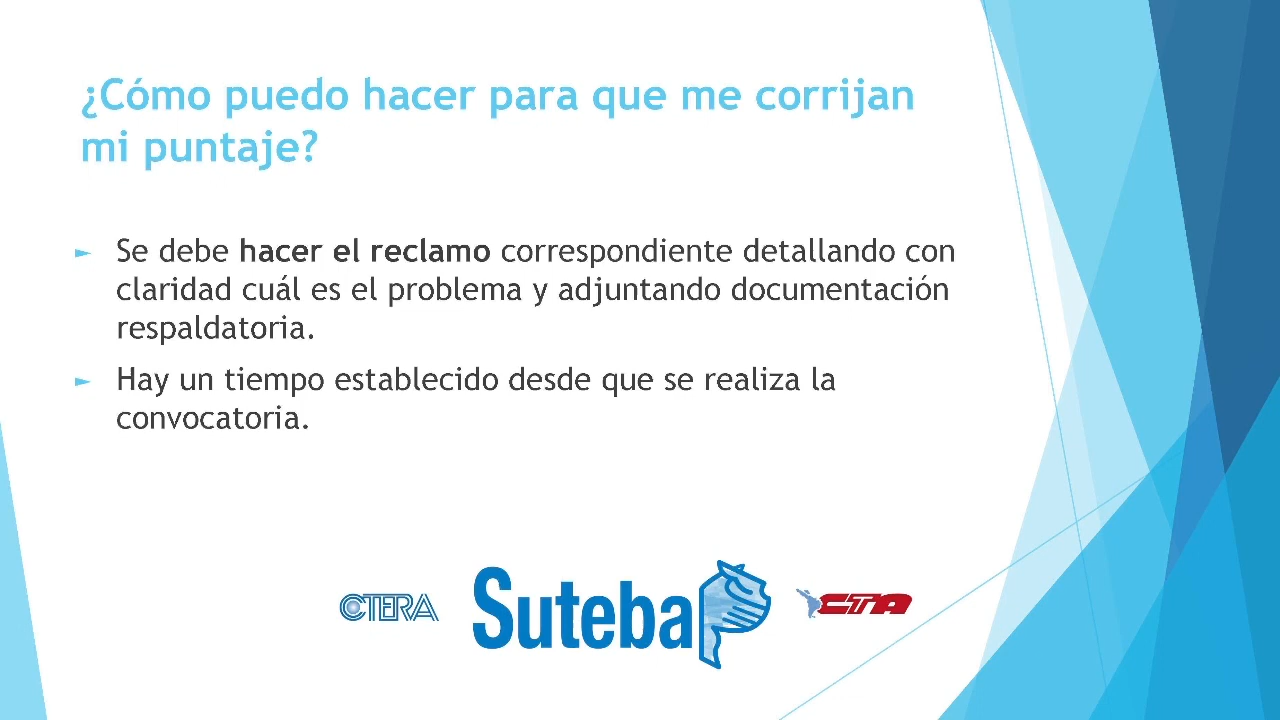 ¿Cómo puedo hacer para que me corrijan
mi puntaje?
► Se debe hacer el reclamo correspondiente detallando con
claridad cuál es el problema y adjuntando documentación
respaldatoria.
► Hay un tiempo establecido desde que se realiza la
convocatoria.
CTERA Suteba CTA